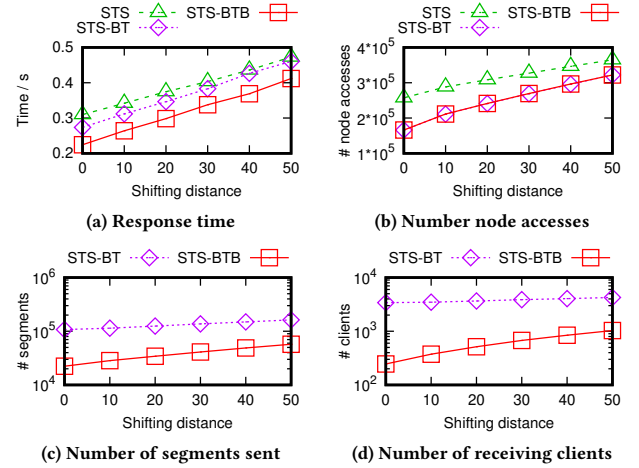 STS STS-BTB
STS-BT
Time / s
0.5
0.4
0.3
0.2
0 10 20 30 40 50
Shifting distance
(a) Response time
STS STS-BTB
STS-BT
# node accesses
4*10^5
3*10^5
2*10^5
1*10^5
0 10 20 30 40 50
Shifting distance
(b) Number node accesses
STS-BT STS-BTB
# segments
10^6
10^5
10^4
0 10 20 30 40 50
Shifting distance
(c) Number of segments sent
STS-BT STS-BTB
# clients
10^4
10^3
10^2
0 10 20 30 40 50
Shifting distance
(d) Number of receiving clients